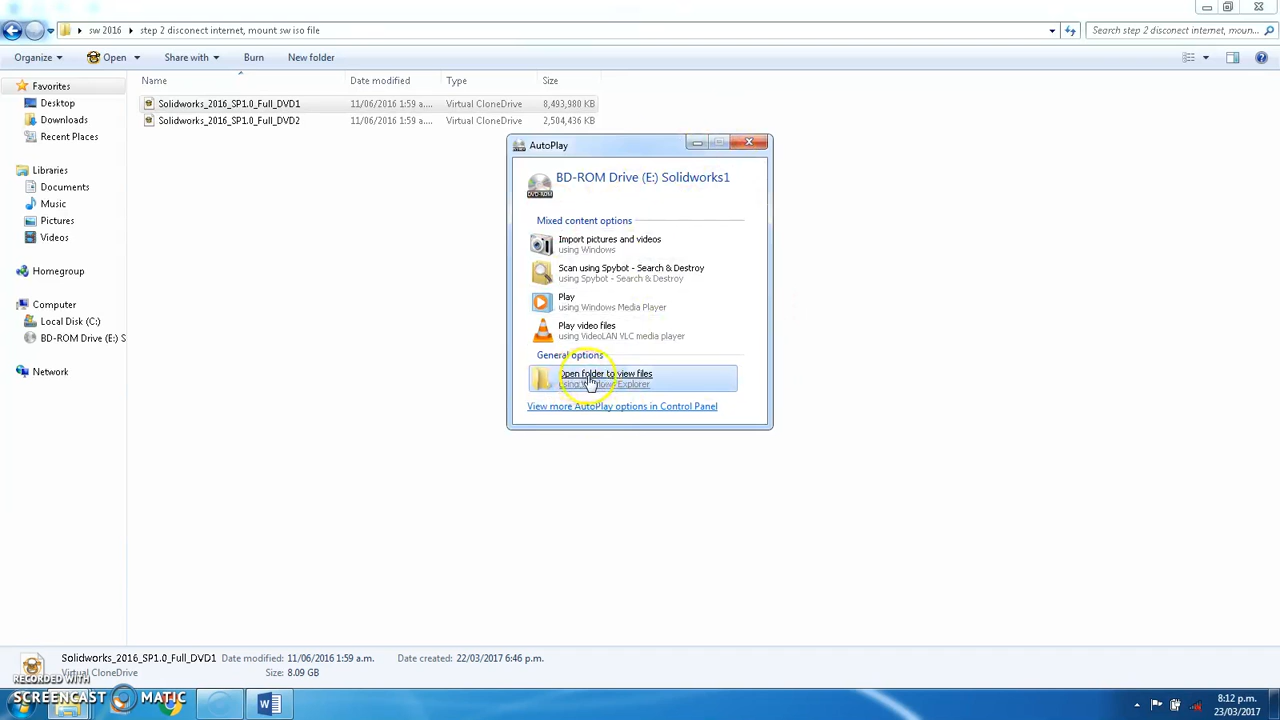 sw 2016 step 2 disconect internet, mount sw iso file
Search step 2 disconect internet, mount sw iso file
Organize Open Share with Burn New folder
Favorites
Desktop
Downloads
Recent Places
Libraries
Documents
Music
Pictures
Videos
Homegroup
Computer
Local Disk (C:)
BD-ROM Drive (E:) S
Network
Name Date modified Type Size
Solidworks_2016_SP1.0_Full_DVD1 11/06/2016 1:59 a.... Virtual CloneDrive 8,493,980 KB
Solidworks_2016_SP1.0_Full_DVD2 11/06/2016 1:59 a.... Virtual CloneDrive 2,504,436 KB
AutoPlay
BD-ROM Drive (E:) Solidworks1
DVD-ROM
Mixed content options
Import pictures and videos
using Windows
Scan using Spybot - Search & Destroy
using Spybot - Search & Destroy
Play
using Windows Media Player
Play video files
using VideoLAN VLC media player
General options
Open folder to view files
using Windows Explorer
View more AutoPlay options in Control Panel
Solidworks_2016_SP1.0_Full_DVD1 Date modified: 11/06/2016 1:59 a.m. Date created: 22/03/2017 6:46 p.m.
Virtual CloneDrive Size: 8.09 GB
RECORDED WITH
SCREENCAST MATIC
8:12 p.m.
23/03/2017